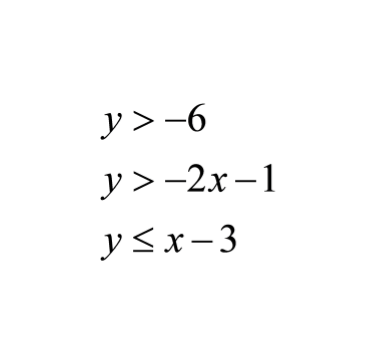 y > –6
y > –2x – 1
y ≤ x – 3